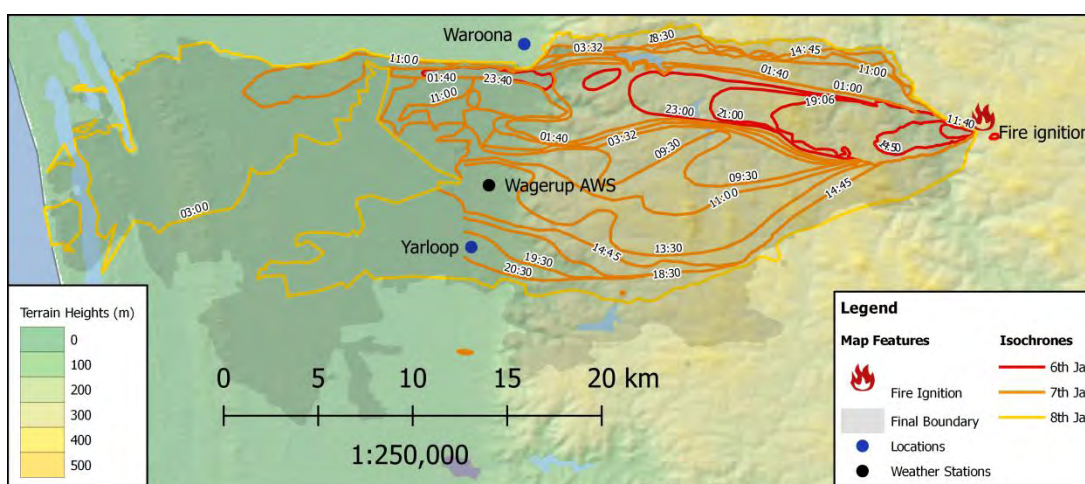 Waroona
11:00
03:32
18:30
14:45
11:00
01:40
01:00
01:40
23:40
11:00
19:06
23:00
21:00
11:40
14:50
Fire ignition
01:40
03:32
09:30
09:30
11:00
Wagerup AWS
03:00
14:45
Yarloop
14:45
13:30
19:30
20:30
18:30
Terrain Heights (m)
0
100
200
300
400
500
0 5 10 15 20 km
1:250,000
Legend
Map Features
Fire Ignition
Final Boundary
Locations
Weather Stations
Isochrones
6th Ja
7th Ja
8th Ja